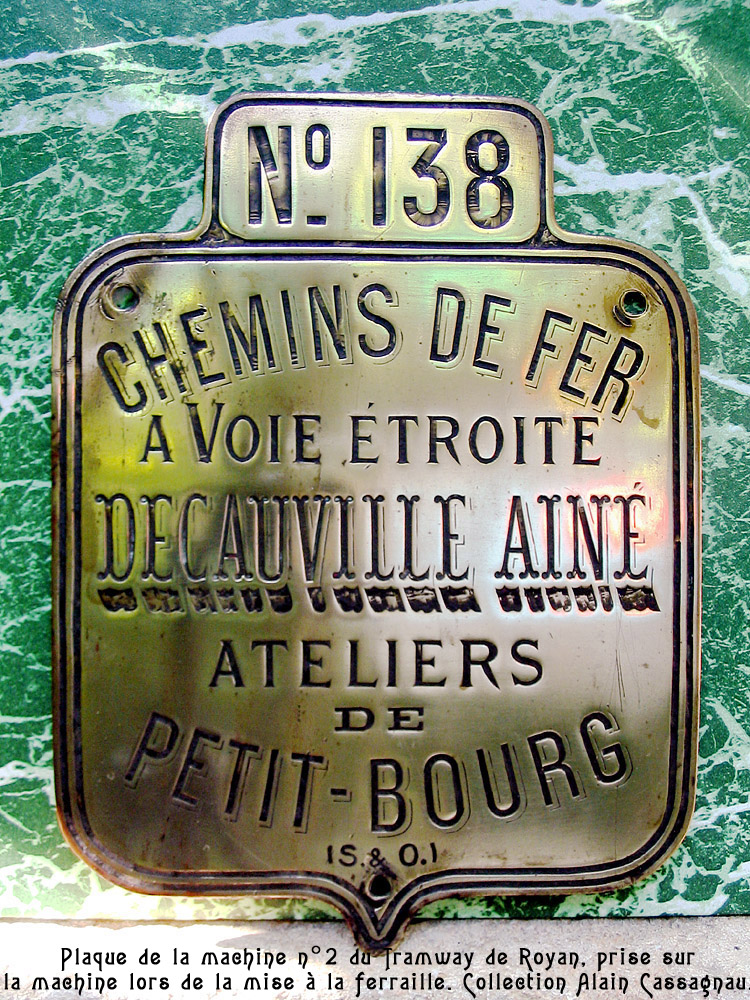 Nº 138
CHEMINS DE FER
A VOIE ÉTROITE
DECAUVILLE AINÉ
ATELIERS
DE
PETIT-BOURG
(S.& O.)
Plaque de la machine n°2 du Tramway de Royan, prise sur
la machine lors de la mise à la ferraille. Collection Alain Cassagnau